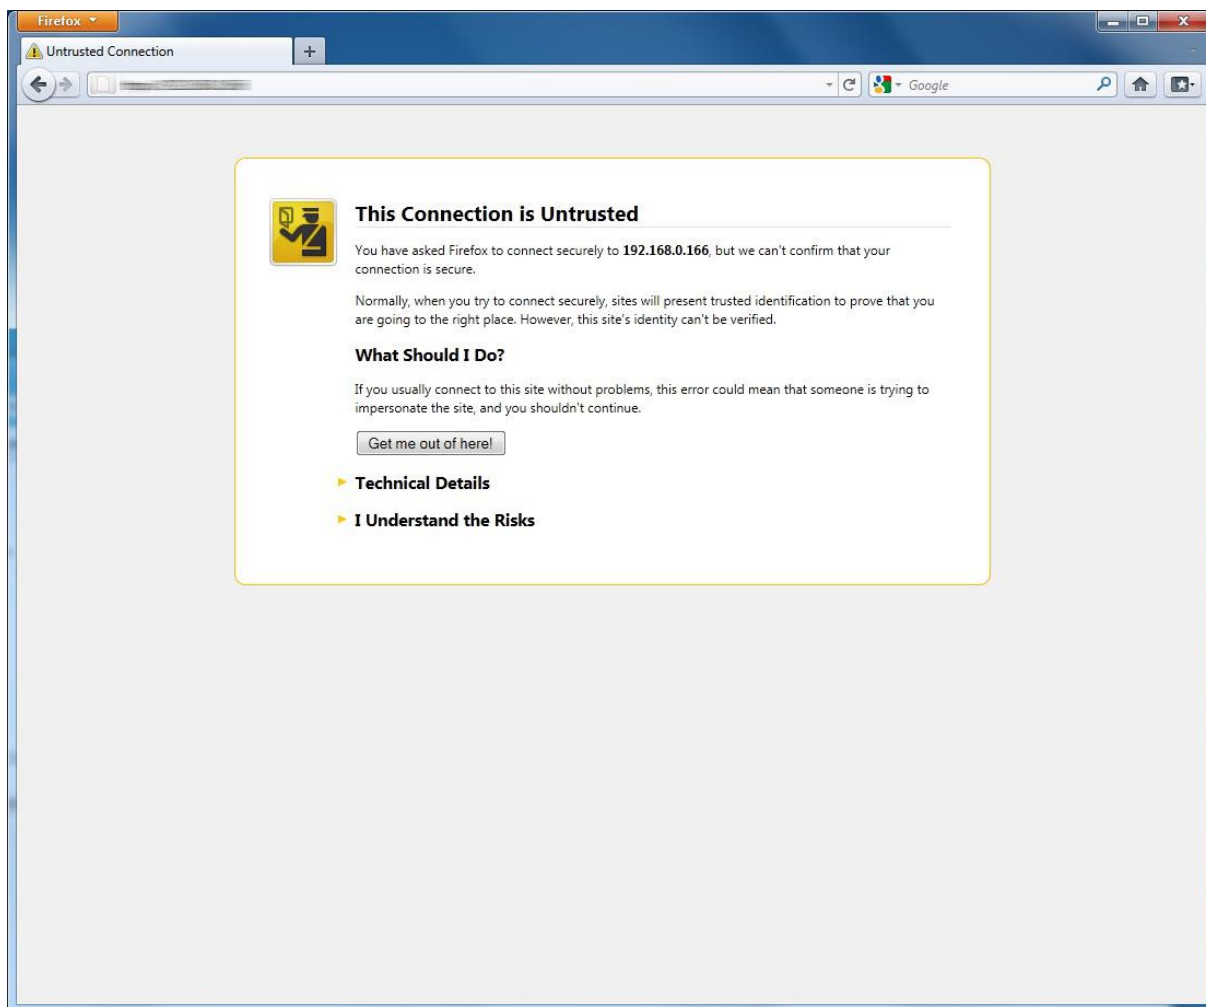 Firefox
Untrusted Connection
Google
This Connection is Untrusted
You have asked Firefox to connect securely to 192.168.0.166, but we can't confirm that your
connection is secure.
Normally, when you try to connect securely, sites will present trusted identification to prove that you
are going to the right place. However, this site's identity can't be verified.
What Should I Do?
If you usually connect to this site without problems, this error could mean that someone is trying to
impersonate the site, and you shouldn't continue.
Get me out of here!
Technical Details
I Understand the Risks